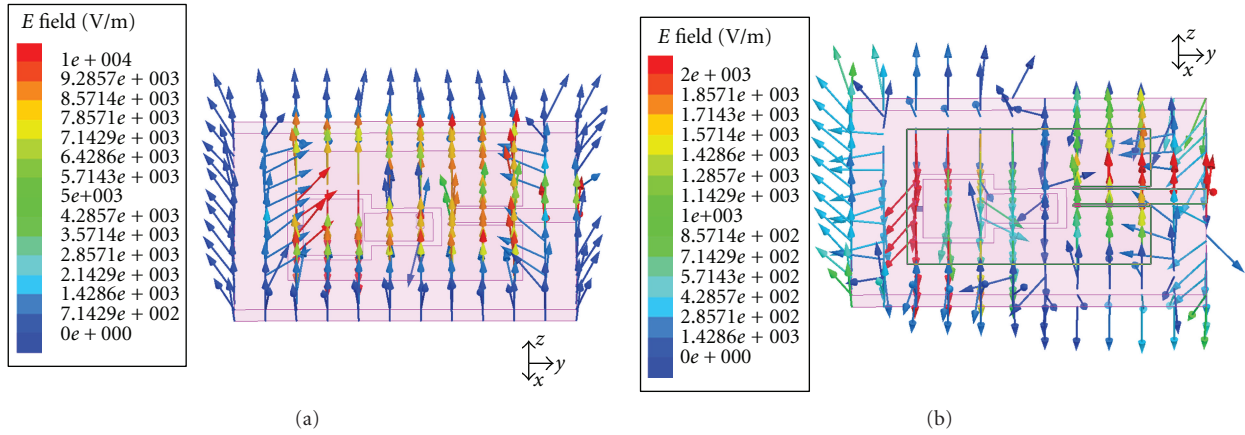 E field (V/m)
1e + 004
9.2857e + 003
8.5714e + 003
7.8571e + 003
7.1429e + 003
6.4286e + 003
5.7143e + 003
5e+003
4.2857e + 003
3.5714e + 003
2.8571e + 003
2.1429e + 003
1.4286e + 003
7.1429e + 002
0e + 000
z
y
x
(a)
E field (V/m)
2e + 003
1.8571e + 003
1.7143e + 003
1.5714e + 003
1.4286e + 003
1.2857e + 003
1.1429e + 003
1e+003
8.5714e + 002
7.1429e + 002
5.7143e + 002
4.2857e + 002
2.8571e + 002
1.4286e + 003
0e + 000
z
y
x
(b)